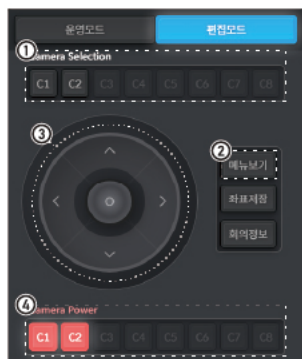 운영모드 편집모드
①
Camera Selection
C1 C2 C3 C4 C5 C6 C7 C8
③
②
메뉴보기
좌표저장
회의정보
④
Camera Power
C1 C2 C3 C4 C5 C6 C7 C8